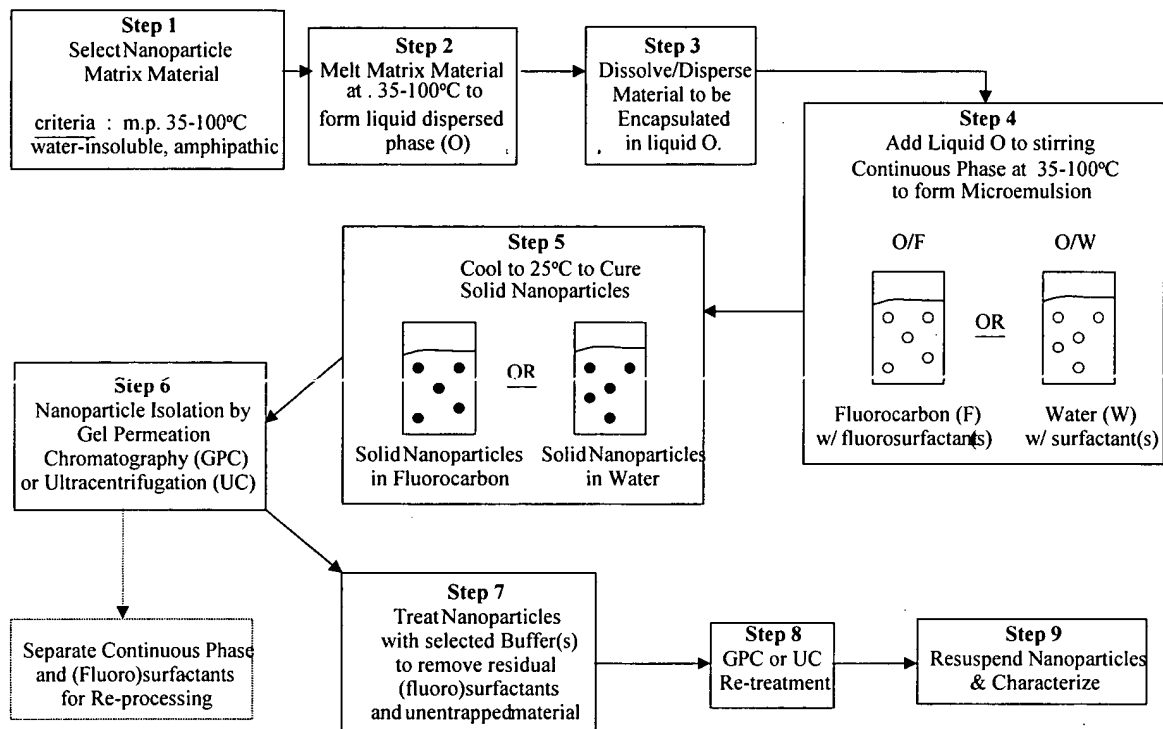 Step 1
Select Nanoparticle
Matrix Material
criteria : m.p. 35-100ºC
water-insoluble, amphipathic
Step 2
Melt Matrix Material
at . 35-100ºC to
form liquid dispersed
phase (O)
Step 3
Dissolve/Disperse
Material to be
Encapsulated
in liquid O.
Step 4
Add Liquid O to stirring
Continuous Phase at 35-100ºC
to form Microemulsion
O/F
O/W
OR
Fluorocarbon (F)
w/ fluorosurfactant(s)
Water (W)
w/ surfactant(s)
Step 5
Cool to 25ºC to Cure
Solid Nanoparticles
OR
Solid Nanoparticles
in Fluorocarbon
Solid Nanoparticles
in Water
Step 6
Nanoparticle Isolation by
Gel Permeation
Chromatography (GPC)
or Ultracentrifugation (UC)
Separate Continuous Phase
and (Fluoro)surfactants
for Re-processing
Step 7
Treat Nanoparticles
with selected Buffer(s)
to remove residual
(fluoro)surfactants
and unentrapped material
Step 8
GPC or UC
Re-treatment
Step 9
Resuspend Nanoparticles
& Characterize